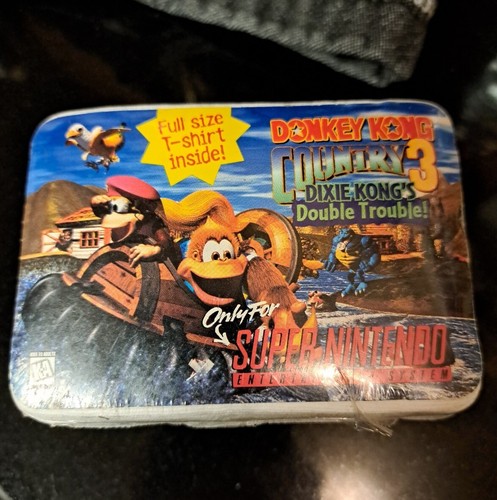 Full size
T-shirt
inside!
DONKEY KONG
COUNTRY 3
DIXIE KONG'S
Double Trouble!
Only For
SUPER NINTENDO
ENTERTAINMENT SYSTEM